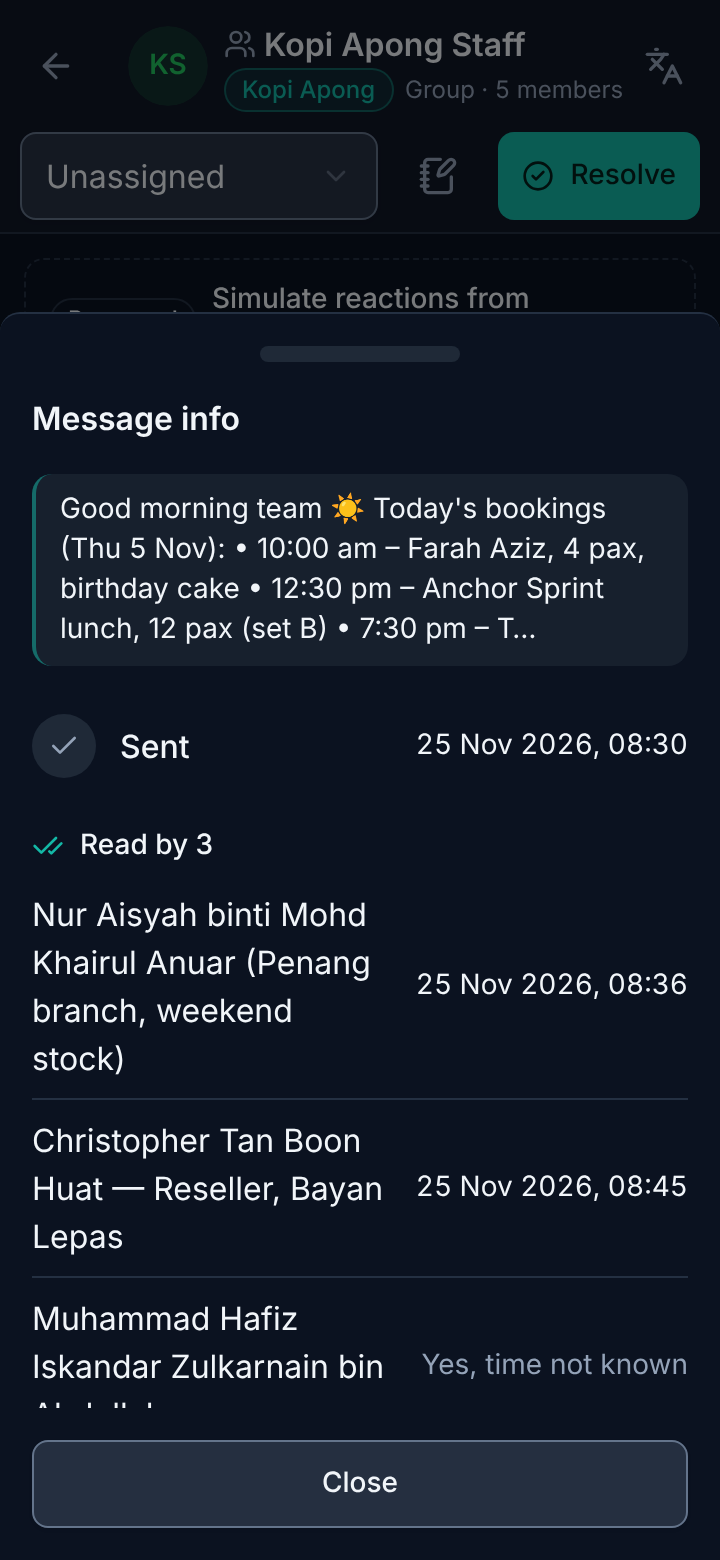 KS
Kopi Apong Staff
Kopi Apong
Group · 5 members
Unassigned
Resolve
Simulate reactions from
Message info
Good morning team ☀️ Today's bookings
(Thu 5 Nov): • 10:00 am – Farah Aziz, 4 pax,
birthday cake • 12:30 pm – Anchor Sprint
lunch, 12 pax (set B) • 7:30 pm – T...
Sent
25 Nov 2026, 08:30
Read by 3
Nur Aisyah binti Mohd
Khairul Anuar (Penang
branch, weekend
stock)
25 Nov 2026, 08:36
Christopher Tan Boon
Huat — Reseller, Bayan
Lepas
25 Nov 2026, 08:45
Muhammad Hafiz
Iskandar Zulkarnain bin
Yes, time not known
Close